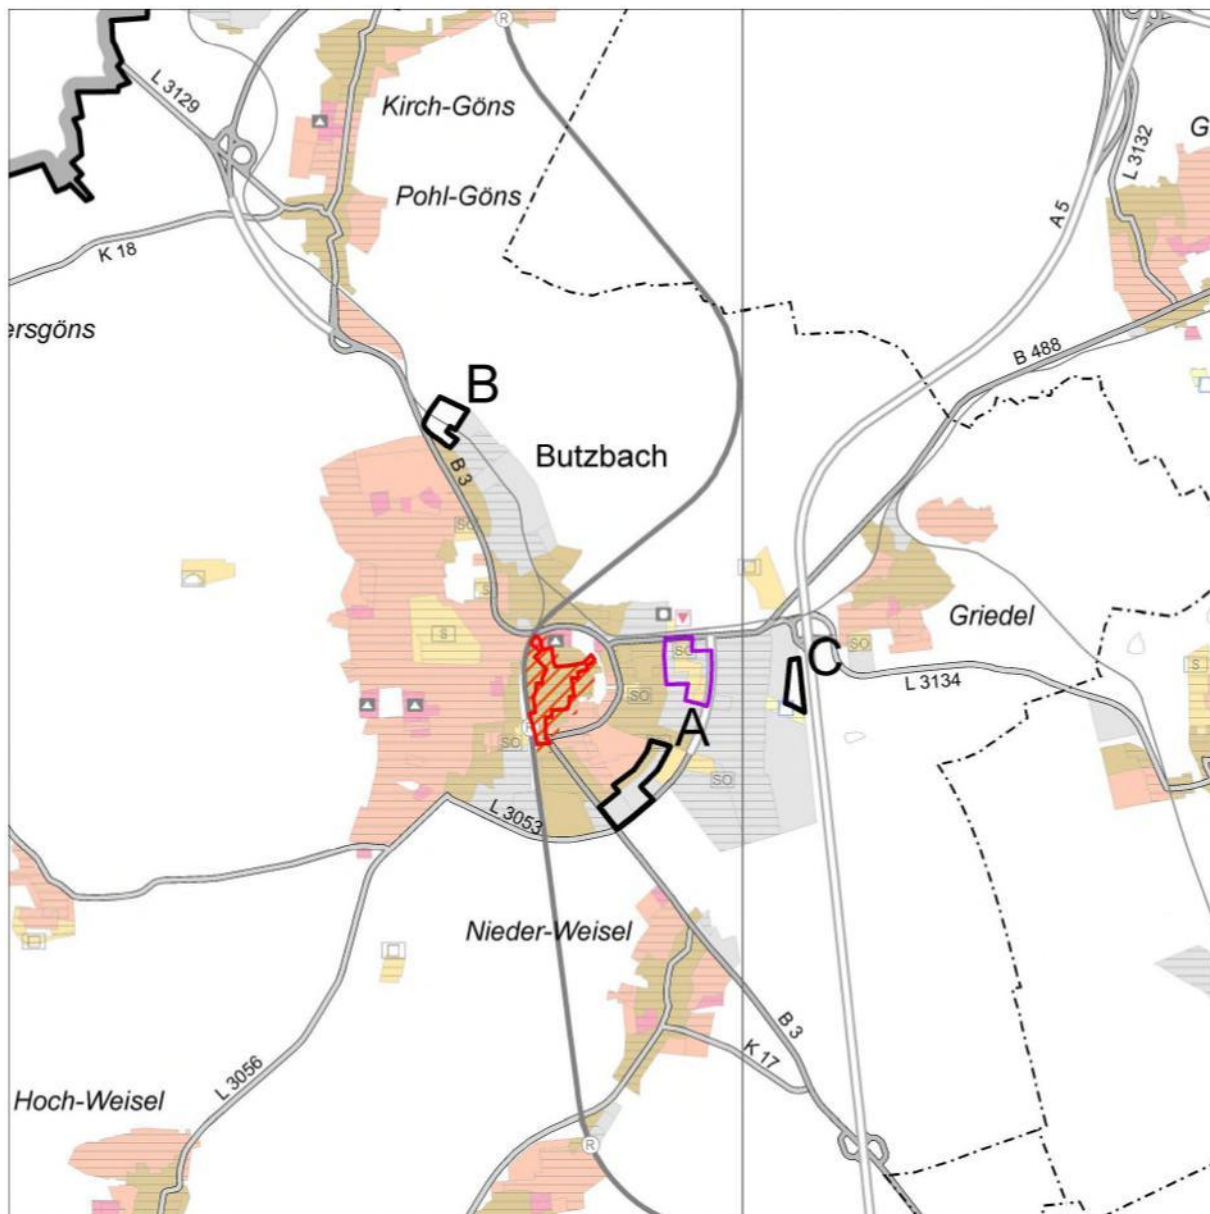 R
L 3129
Kirch-Göns
L 3132
G
Pohl-Göns
A 5
K 18
ersgöns
B 488
B
Butzbach
B 3
SO
S
S
Griedel
SO
C
SO
SO
L 3134
S
R
A
SO
SO
L 3053
Nieder-Weisel
B 3
K 17
L 3056
Hoch-Weisel
R